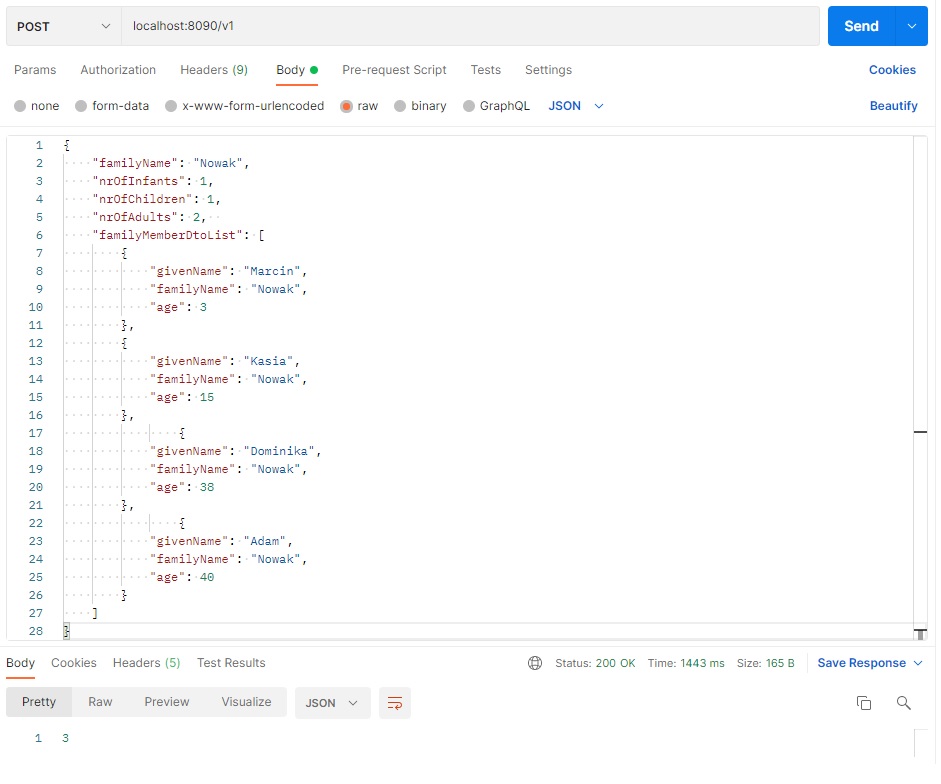 POST localhost:8090/v1 Send
Params Authorization Headers (9) Body Pre-request Script Tests Settings Cookies
none form-data x-www-form-urlencoded raw binary GraphQL JSON Beautify
1 {
2 "familyName": "Nowak",
3 "nrOfInfants": 1,
4 "nrOfChildren": 1,
5 "nrOfAdults": 2,
6 "familyMemberDtoList": [
7 {
8 "givenName": "Marcin",
9 "familyName": "Nowak",
10 "age": 3
11 },
12 {
13 "givenName": "Kasia",
14 "familyName": "Nowak",
15 "age": 15
16 },
17 {
18 "givenName": "Dominika",
19 "familyName": "Nowak",
20 "age": 38
21 },
22 {
23 "givenName": "Adam",
24 "familyName": "Nowak",
25 "age": 40
26 }
27 ]
28 }
Body Cookies Headers (5) Test Results Status: 200 OK Time: 1443 ms Size: 165 B Save Response
Pretty Raw Preview Visualize JSON
1 3